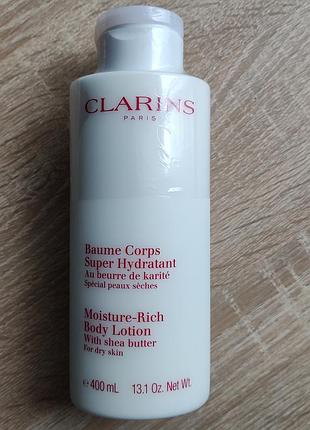 CLARINS
PARIS
Baume Corps
Super Hydratant
Au beurre de karité
Spécial peaux sèches
Moisture-Rich
Body Lotion
With shea butter
For dry skin
℮ 400 mL 13.1 Oz. Net Wt.